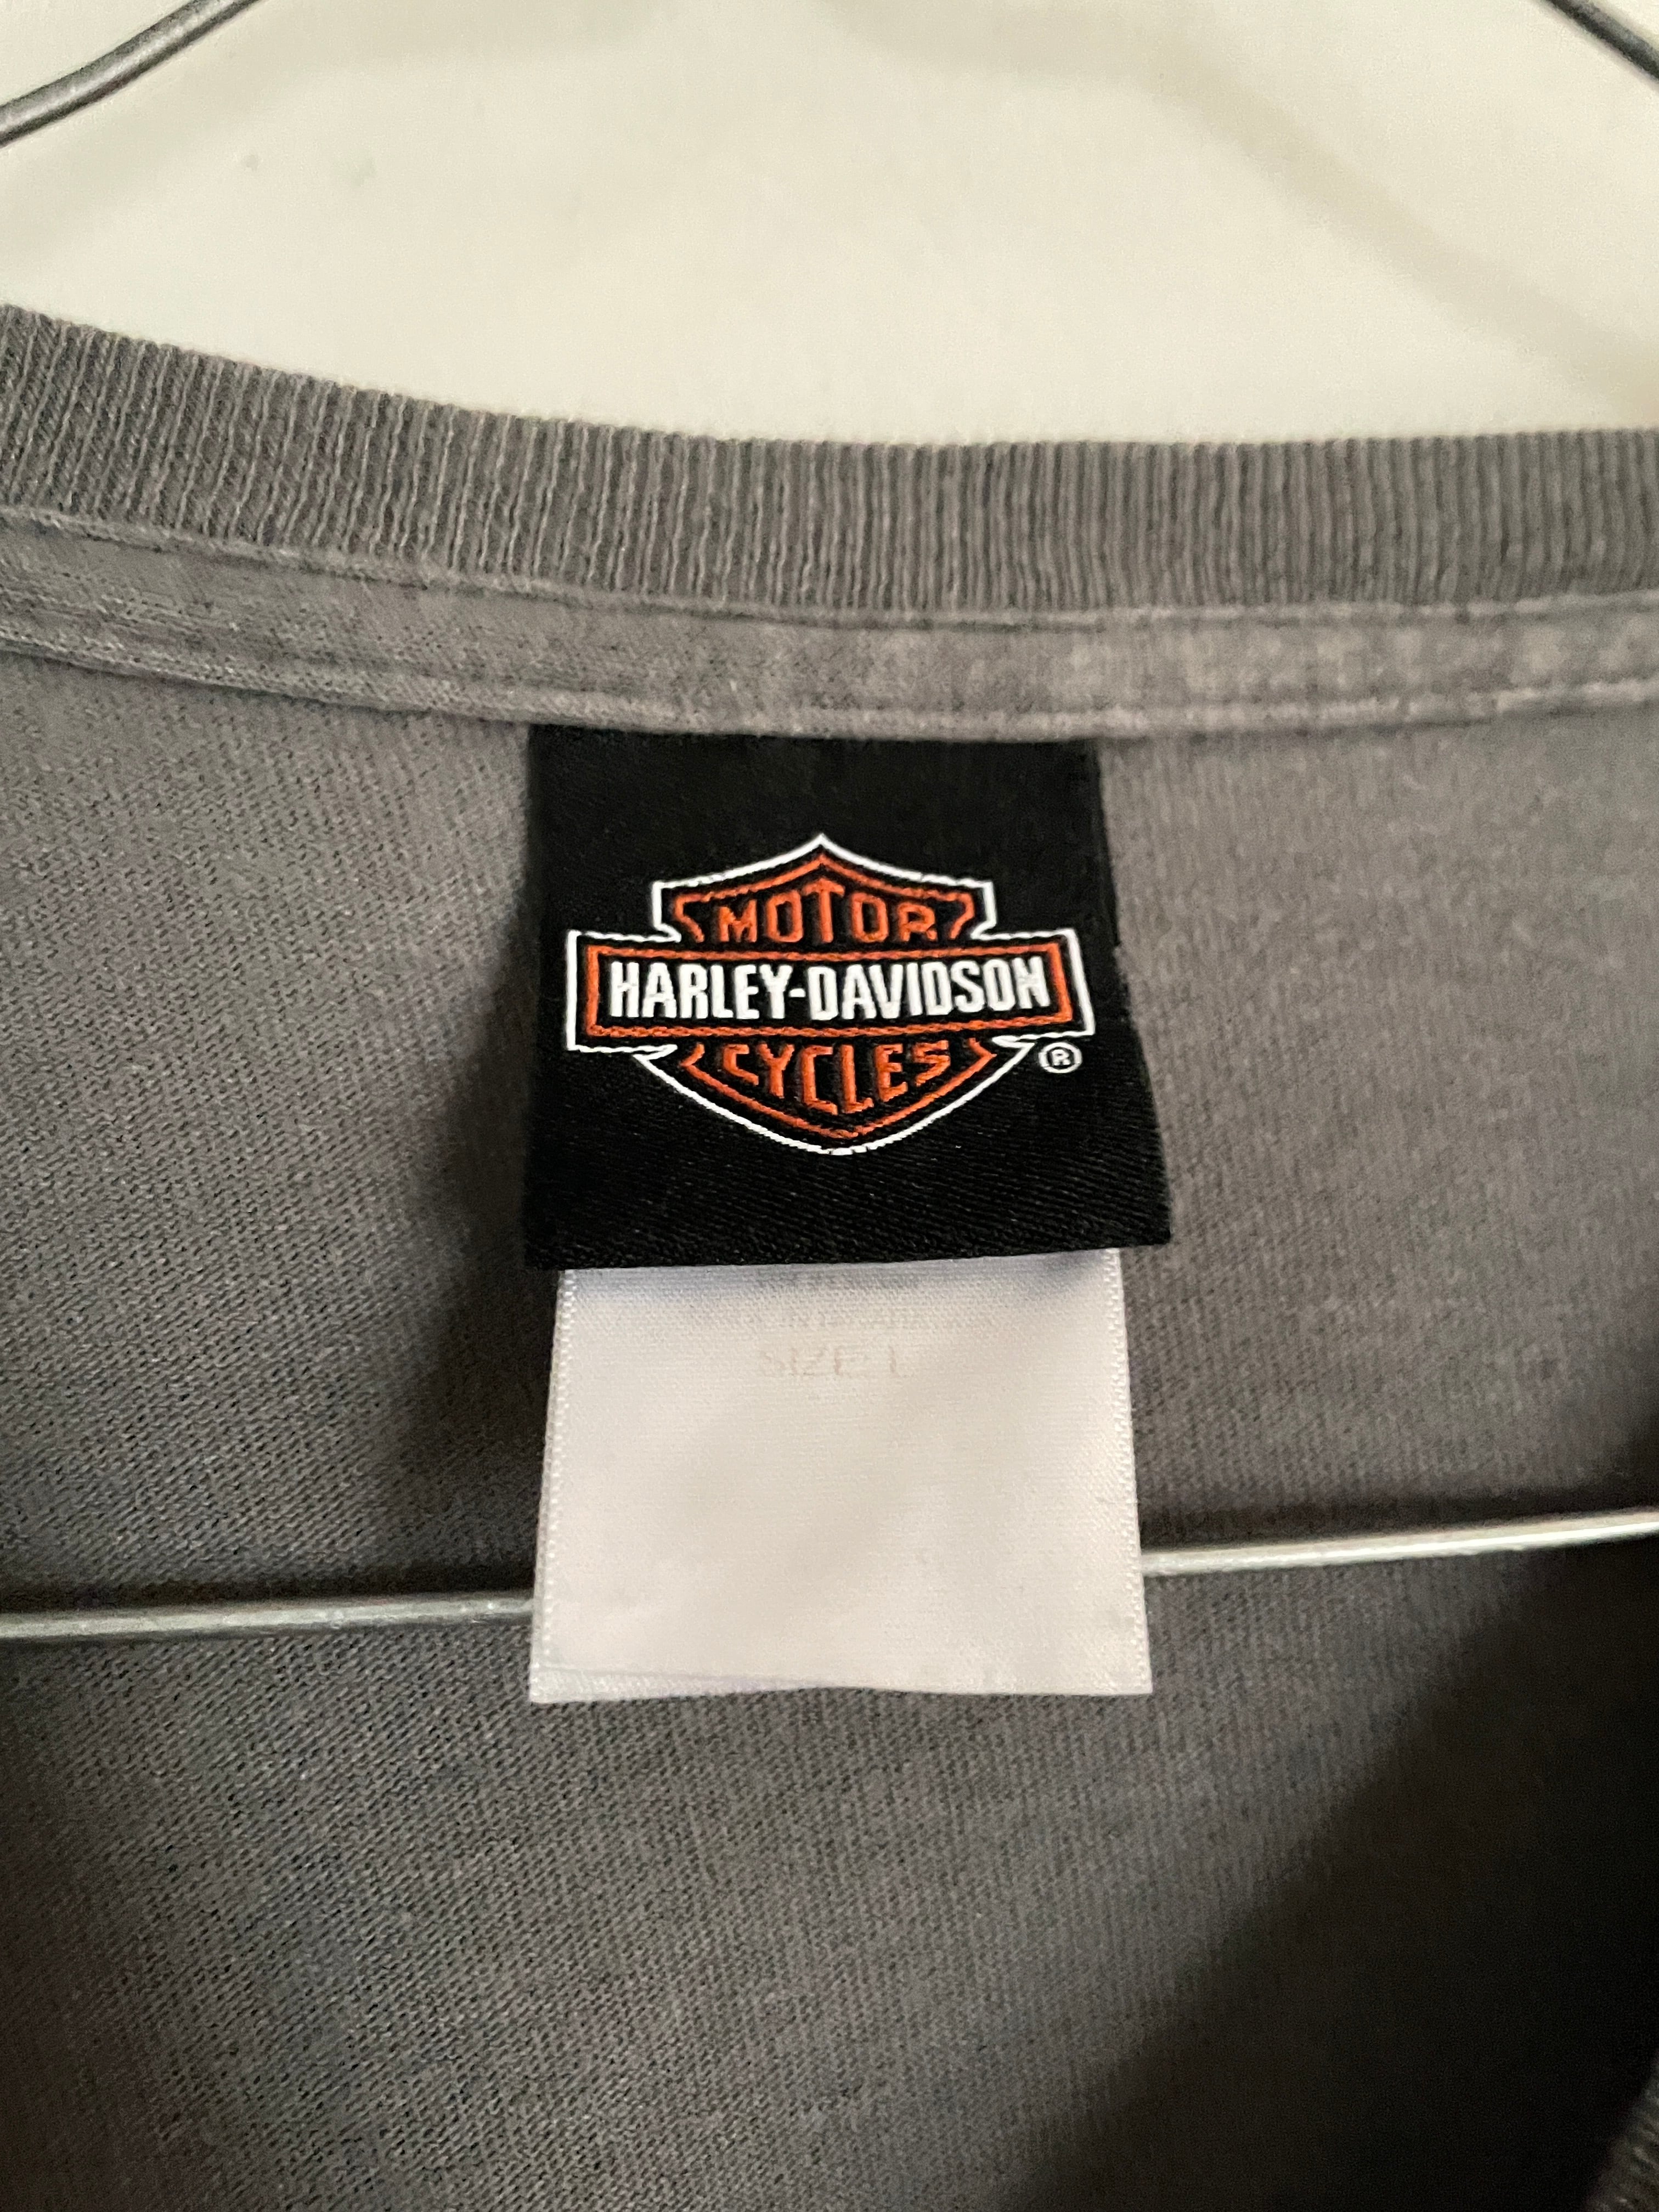 MOTOR
HARLEY-DAVIDSON
CYCLES
®
SIZE: L